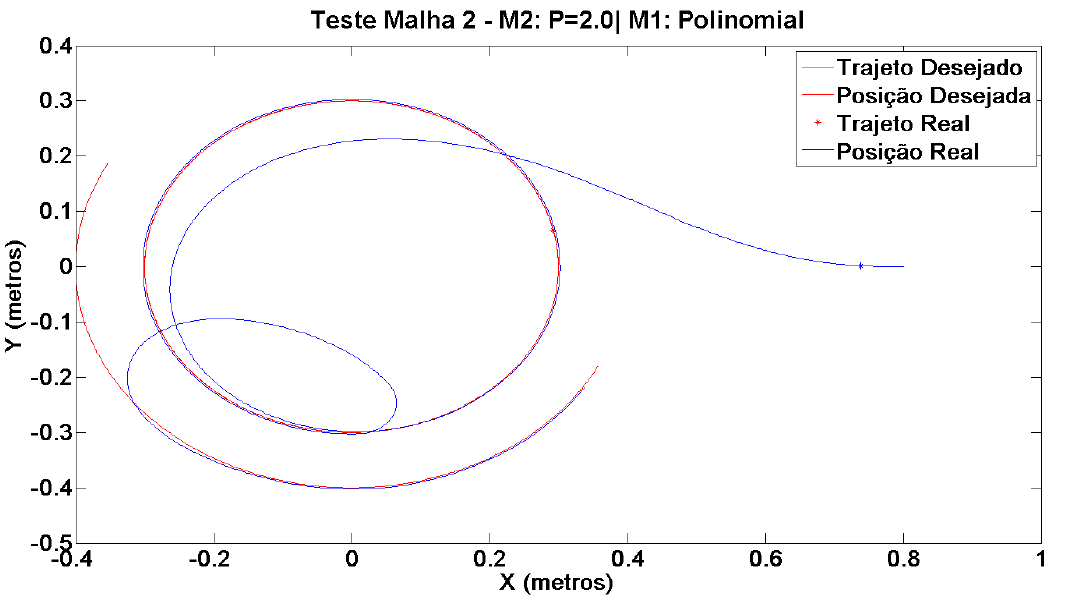 Teste Malha 2 - M2: P=2.0| M1: Polinomial
Trajeto Desejado
Posição Desejada
Trajeto Real
Posição Real
0.4
0.3
0.2
0.1
0
-0.1
-0.2
-0.3
-0.4
-0.5
Y (metros)
-0.4
-0.2
0
0.2
0.4
0.6
0.8
1
X (metros)